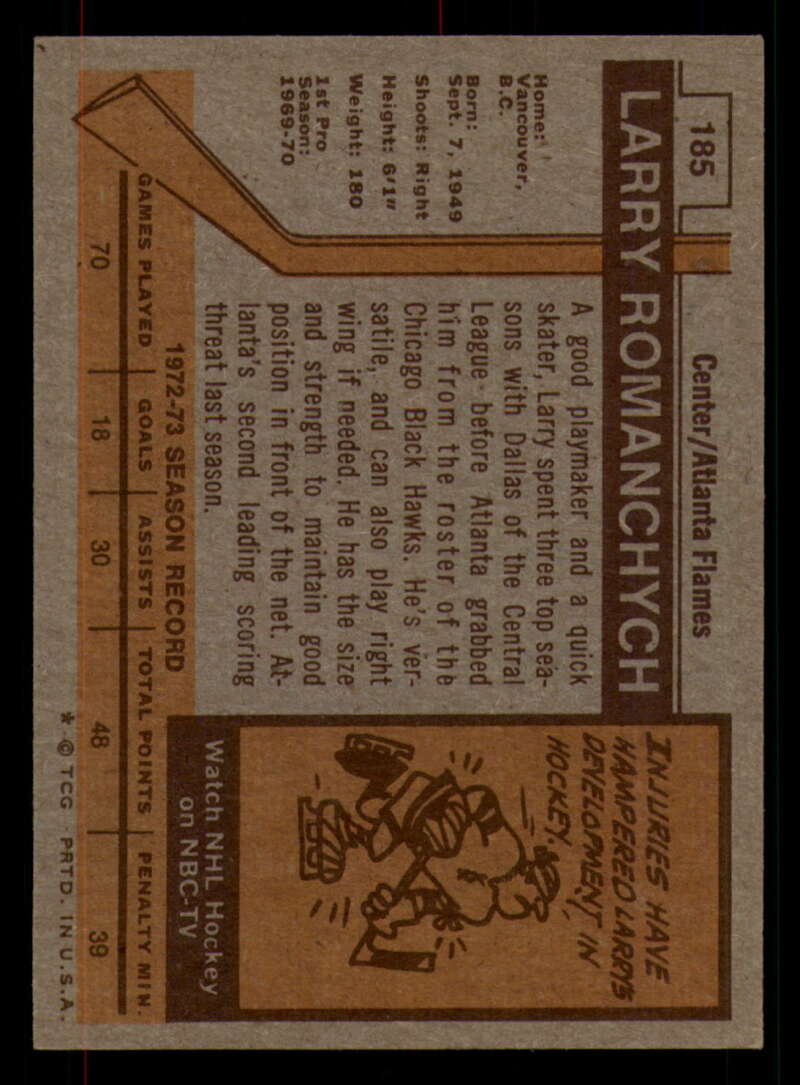 185
Center/Atlanta Flames
LARRY ROMANCHYCH
Home:
Vancouver,
B.C.
Born:
Sept. 7, 1949
Shoots: Right
Height: 6'1"
Weight: 180
1st Pro
Season:
1969-70
A good playmaker and a quick
skater, Larry spent three top sea-
sons with Dallas of the Central
League before Atlanta grabbed
him from the roster of the
Chicago Black Hawks. He's ver-
satile, and can also play right
wing if needed. He has the size
and strength to maintain good
position in front of the net. At-
lanta's second leading scoring
threat last season.
INJURIES HAVE
HAMPERED LARRY'S
DEVELOPMENT IN
HOCKEY.
Watch NHL Hockey
on NBC-TV
1972-73 SEASON RECORD
GAMES PLAYED GOALS ASSISTS TOTAL POINTS PENALTY MIN.
70 18 30 48 39
* © TCG PRTD. IN U.S.A.